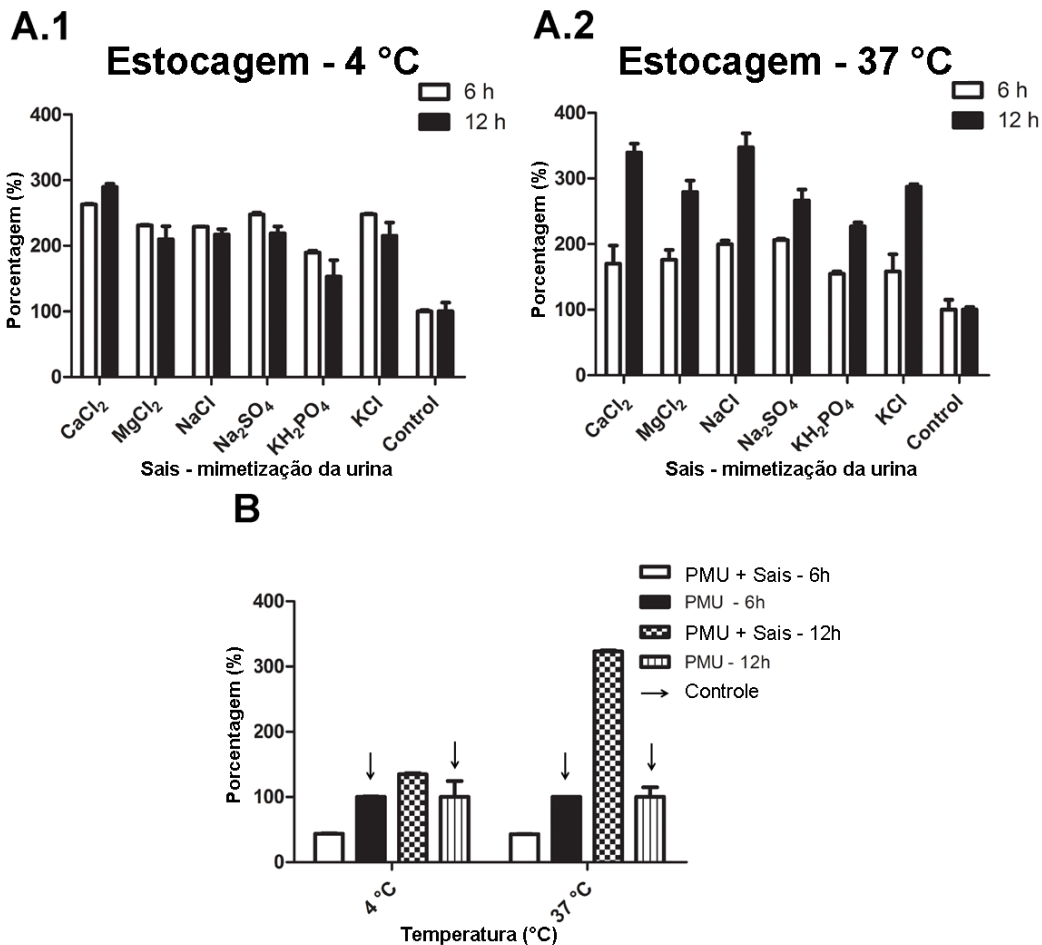 A.1
Estocagem - 4 °C
6 h
12 h
Porcentagem (%)
400
300
200
100
0
CaCl₂
MgCl₂
NaCl
Na₂SO₄
KH₂PO₄
KCl
Control
Sais - mimetização da urina
A.2
Estocagem - 37 °C
6 h
12 h
Porcentagem (%)
400
300
200
100
0
CaCl₂
MgCl₂
NaCl
Na₂SO₄
KH₂PO₄
KCl
Control
Sais - mimetização da urina
B
PMU + Sais - 6h
PMU - 6h
PMU + Sais - 12h
PMU - 12h
Controle
Porcentagem (%)
400
300
200
100
0
4 °C
37 °C
Temperatura (°C)